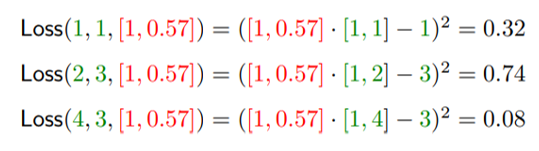 Loss(1, 1, [1, 0.57]) = ([1, 0.57] · [1, 1] − 1)² = 0.32
Loss(2, 3, [1, 0.57]) = ([1, 0.57] · [1, 2] − 3)² = 0.74
Loss(4, 3, [1, 0.57]) = ([1, 0.57] · [1, 4] − 3)² = 0.08